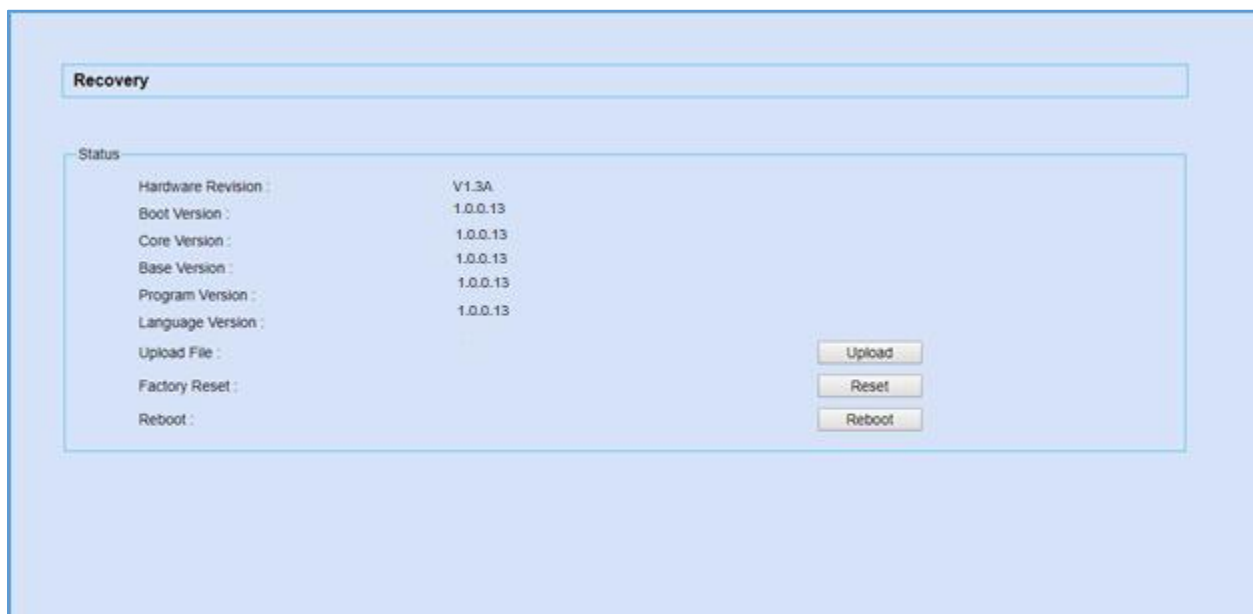 Recovery
Status
Hardware Revision : V1.3A
Boot Version : 1.0.0.13
Core Version : 1.0.0.13
Base Version : 1.0.0.13
Program Version : 1.0.0.13
Language Version : 1.0.0.13
Upload File : Upload
Factory Reset : Reset
Reboot : Reboot